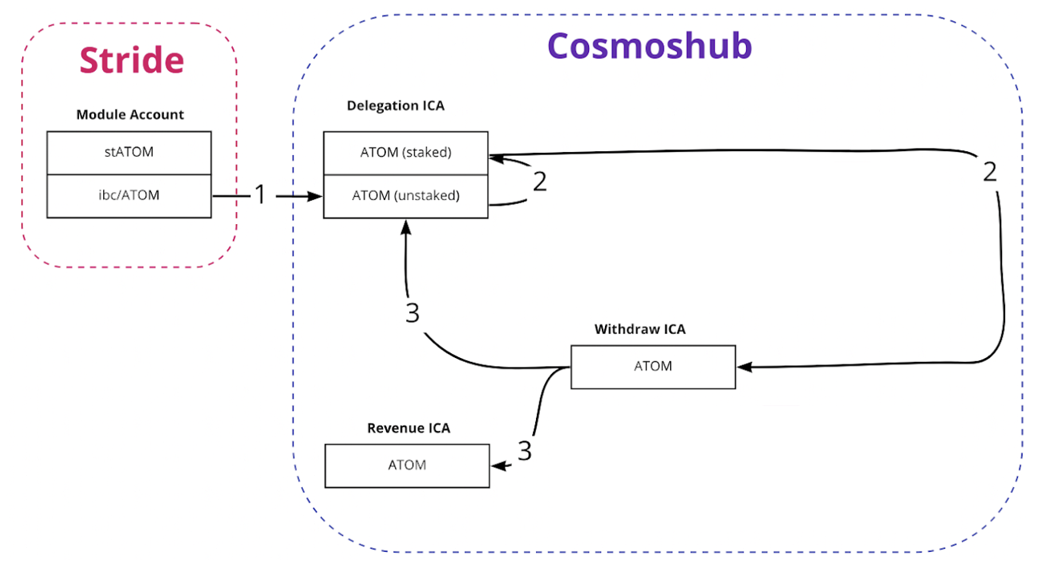 Stride
Cosmoshub
Module Account
stATOM
ibc/ATOM
1
Delegation ICA
ATOM (staked)
ATOM (unstaked)
2
2
3
Withdraw ICA
ATOM
3
Revenue ICA
ATOM